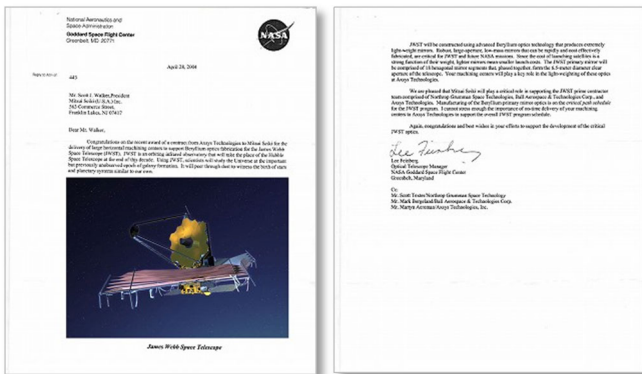 National Aeronautics and
Space Administration
Goddard Space Flight Center
Greenbelt, MD 20771
NASA
April 28, 2004
Reply to Attn of:
443
Mr. Scott J. Walker, President
Mitsui Seiki (U.S.A.) Inc.
563 Commerce Street,
Franklin Lakes, NJ 07417
Dear Mr. Walker,
Congratulations on the recent award of a contract from Axsys Technologies to Mitsui Seiki for the
delivery of large horizontal machining centers to support Beryllium optics fabrication for the James Webb
Space Telescope (JWST). JWST is an orbiting infrared observatory that will take the place of the Hubble
Space Telescope at the end of this decade. Using JWST, scientists will study the Universe at the important
but previously unobserved epoch of galaxy formation. It will peer through dust to witness the birth of stars
and planetary systems similar to our own.
James Webb Space Telescope
JWST will be constructed using advanced Beryllium optics technology that produces extremely
light-weight mirrors. Robust, large-aperture, low-mass mirrors that can be rapidly and cost effectively
fabricated, are critical for JWST and future NASA missions. Since the cost of launching satellites is a
strong function of their weight, lighter mirrors mean smaller launch costs. The JWST primary mirror will
be comprised of 18 hexagonal mirror segments that, phased together, form the 6.5-meter diameter clear
aperture of the telescope. Your machining centers will play a key role in the lightweighting of these optics
at Axsys Technologies.
We are pleased that Mitsui Seiki will play a critical role in supporting the JWST prime contractor
team comprised of Northrop Grumman Space Technologies, Ball Aerospace & Technologies Corp., and
Axsys Technologies. Manufacturing of the Beryllium primary mirror optics is on the critical path schedule
for the JWST program. I cannot stress enough the importance of on-time delivery of your machining
centers to Axsys Technologies to support the overall JWST program schedule.
Again, congratulations and best wishes in your efforts to support the development of the critical
JWST optics.
Lee Feinberg
Lee Feinberg
Optical Telescope Manager
NASA Goddard Space Flight Center
Greenbelt, Maryland
Cc:
Mr. Scott Texter/Northrop Grumman Space Technology
Mr. Mark Bergeland/Ball Aerospace & Technologies Corp.
Mr. Martyn Acreman/Axsys Technologies, Inc.